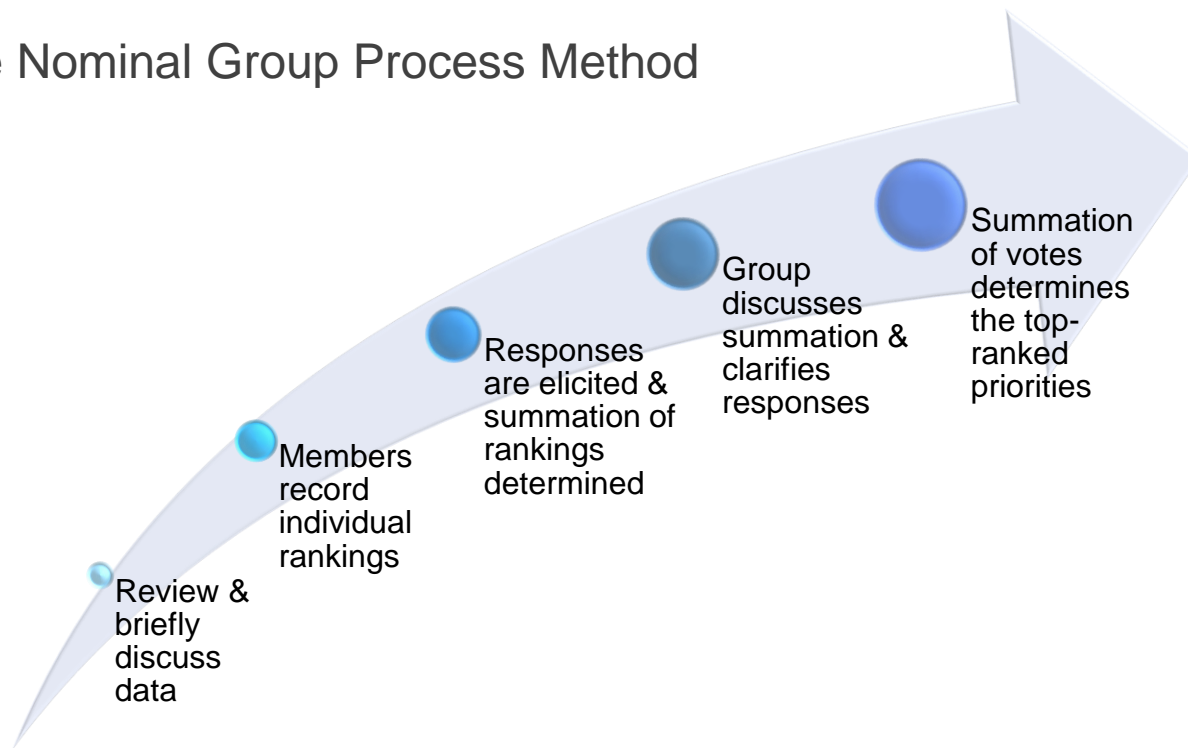 e Nominal Group Process Method
Review &
briefly
discuss
data
Members
record
individual
rankings
Responses
are elicited &
summation of
rankings
determined
Group
discusses
summation &
clarifies
responses
Summation
of votes
determines
the top-
ranked
priorities